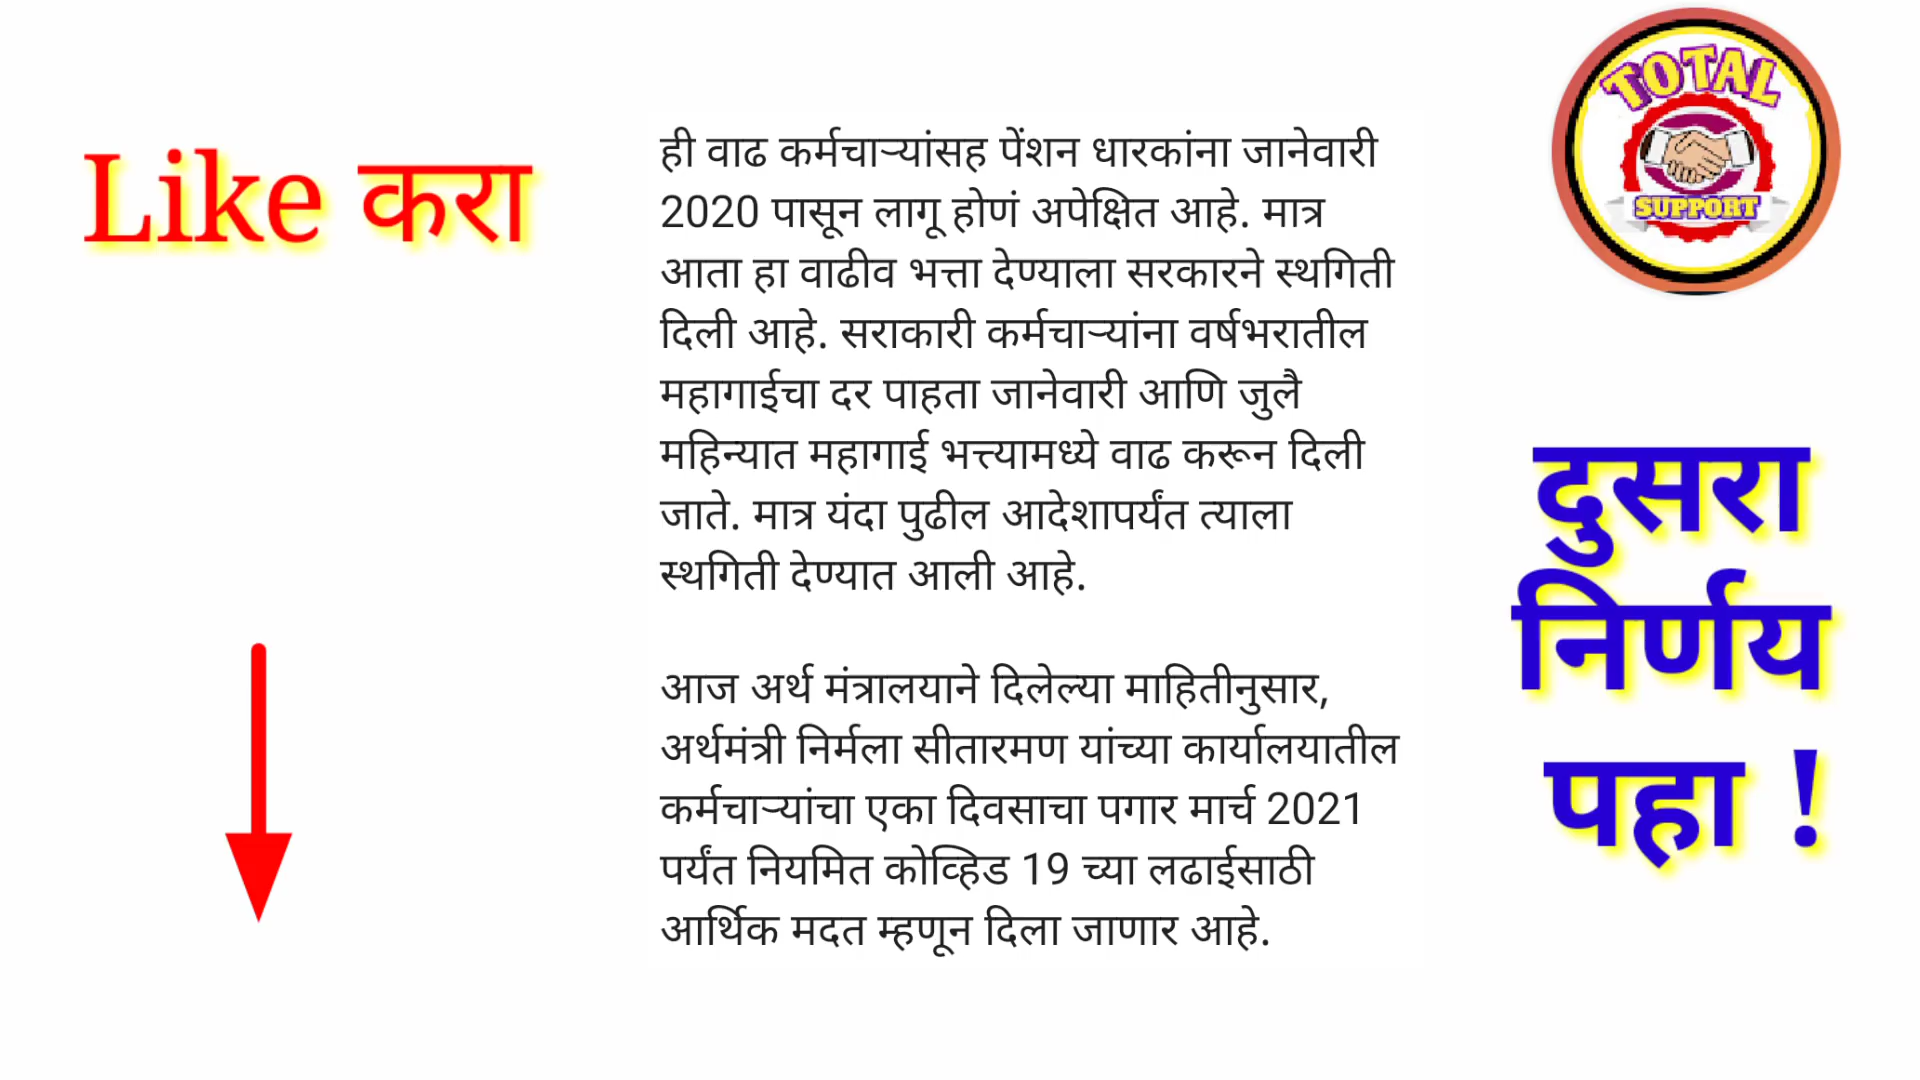 Like करा
ही वाढ कर्मचाऱ्यांसह पेंशन धारकांना जानेवारी
2020 पासून लागू होणं अपेक्षित आहे. मात्र
आता हा वाढीव भत्ता देण्याला सरकारने स्थगिती
दिली आहे. सराकारी कर्मचाऱ्यांना वर्षभरातील
महागाईचा दर पाहता जानेवारी आणि जुलै
महिन्यात महागाई भत्त्यामध्ये वाढ करून दिली
जाते. मात्र यंदा पुढील आदेशापर्यंत त्याला
स्थगिती देण्यात आली आहे.
आज अर्थ मंत्रालयाने दिलेल्या माहितीनुसार,
अर्थमंत्री निर्मला सीतारमण यांच्या कार्यालयातील
कर्मचाऱ्यांचा एका दिवसाचा पगार मार्च 2021
पर्यंत नियमित कोव्हिड 19 च्या लढाईसाठी
आर्थिक मदत म्हणून दिला जाणार आहे.
TOTAL
SUPPORT
दुसरा
निर्णय
पहा !